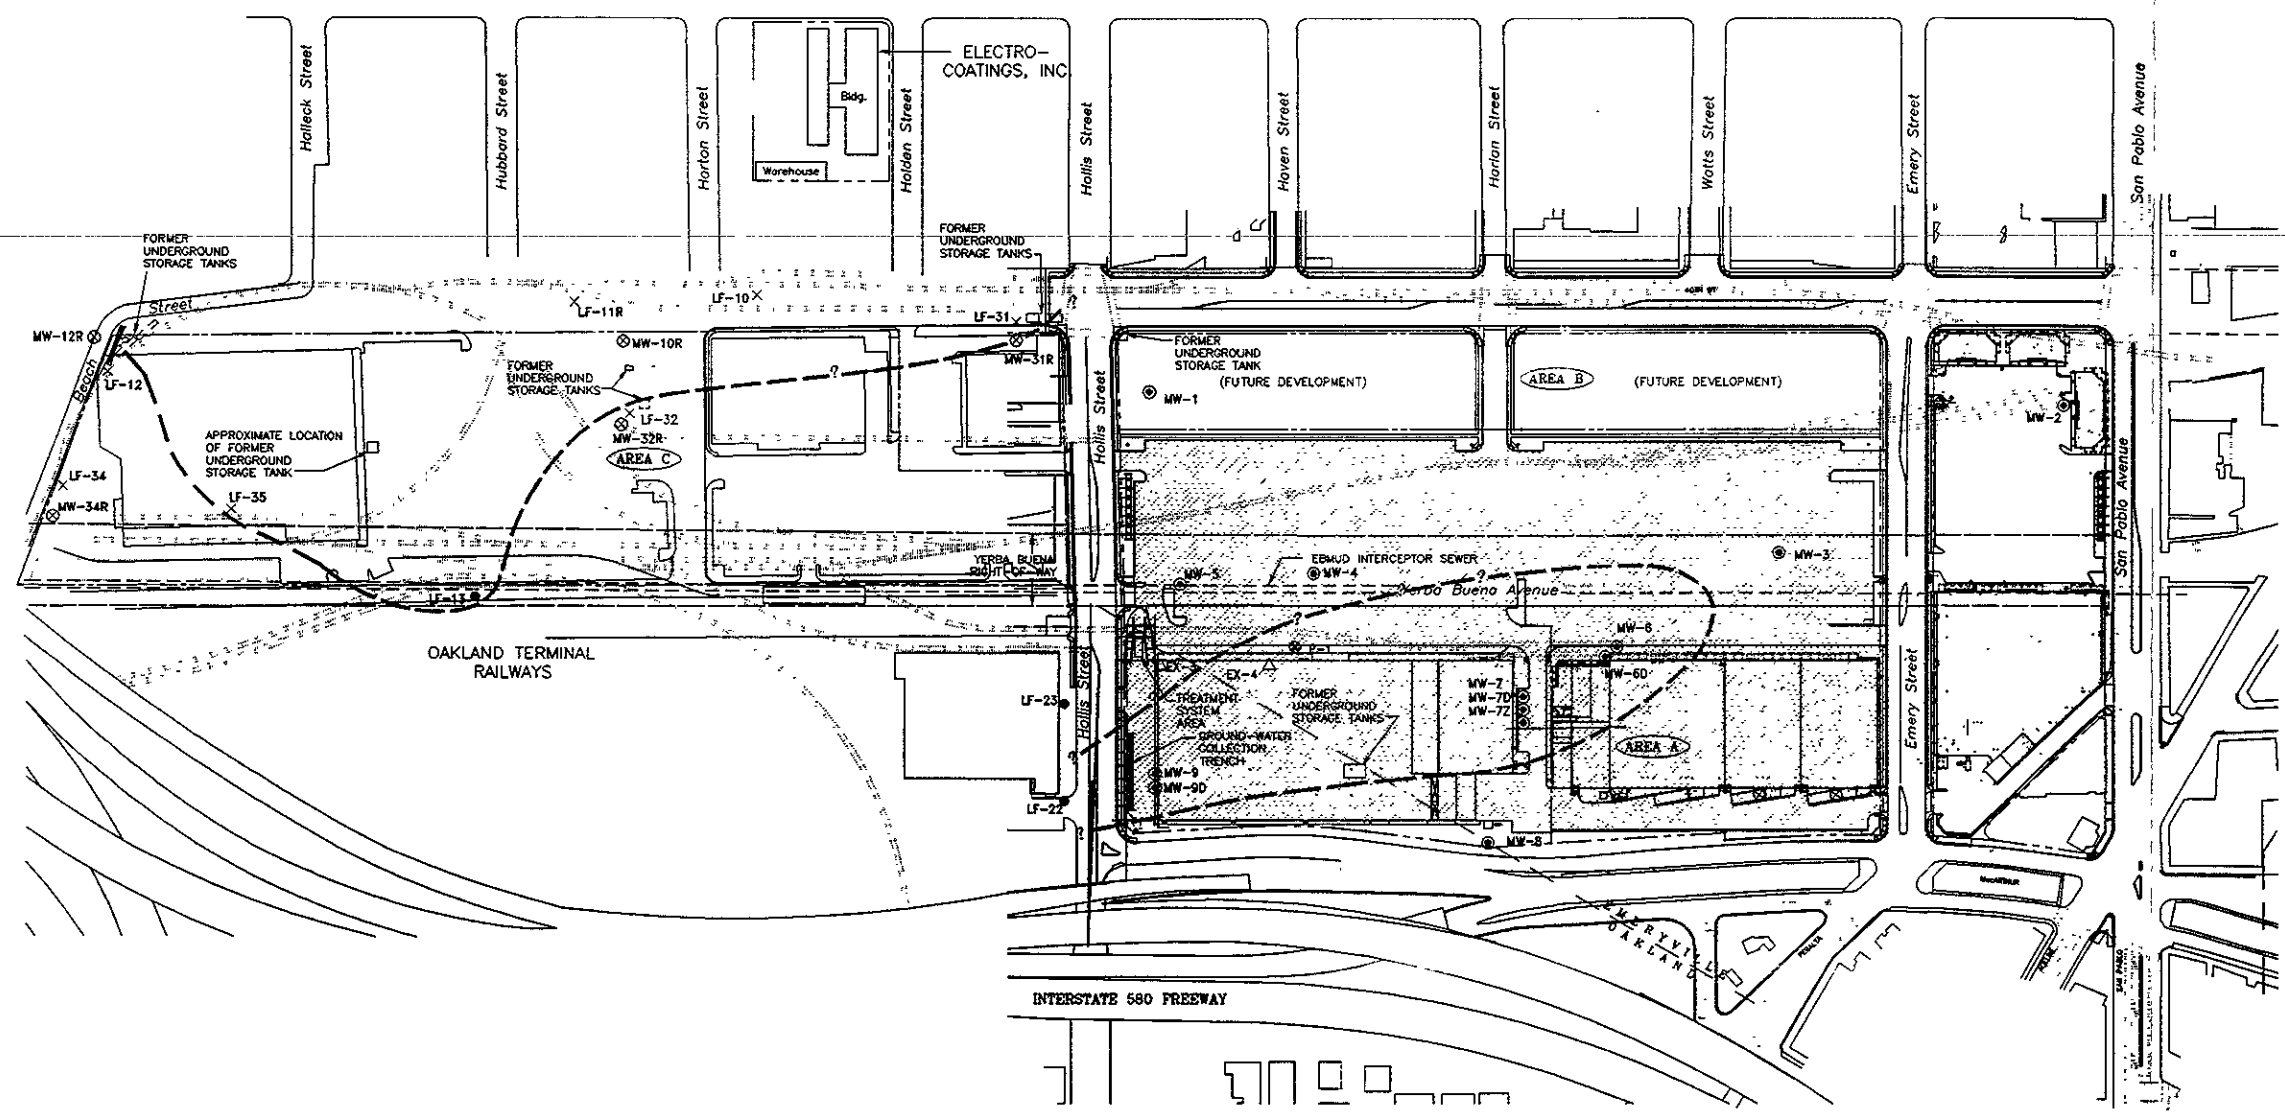 Halleck Street
Hubbard Street
Horton Street
Holden Street
Hollis Street
Haven Street
Harlan Street
Watts Street
Emery Street
San Pablo Avenue
ELECTRO-
COATINGS, INC.
Bldg.
Warehouse
FORMER
UNDERGROUND
STORAGE TANKS
FORMER
UNDERGROUND
STORAGE TANKS
Beach
Street
MW-12R
LF-12
LF-11R
LF-10
LF-31
MW-10R
MW-31R
40TH ST
FORMER
UNDERGROUND
STORAGE TANKS
FORMER
UNDERGROUND
STORAGE TANK
(FUTURE DEVELOPMENT)
AREA B
(FUTURE DEVELOPMENT)
MW-1
MW-2
?
LF-32
MW-32R
AREA C
APPROXIMATE LOCATION
OF FORMER
UNDERGROUND
STORAGE TANK
LF-34
MW-34R
LF-35
Hollis Street
San Pablo Avenue
YERBA BUENA
RIGHT-OF-WAY
EBMUD INTERCEPTOR SEWER
MW-3
MW-4
MW-5
?
Yerba Buena Avenue
LF-13
?
OAKLAND TERMINAL
RAILWAYS
MW-6
MW-6D
EX-4
MW-7
MW-7D
MW-7Z
LF-23
Hollis Street
TREATMENT
SYSTEM
AREA
FORMER
UNDERGROUND
STORAGE TANKS
GROUND-WATER
COLLECTION
TRENCH
AREA A
Emery Street
MW-9
MW-9D
LF-22
?
MW-8
MacARTHUR
EMERYVILLE
OAKLAND
PERALTA
SAN PABLO
INTERSTATE 580 FREEWAY